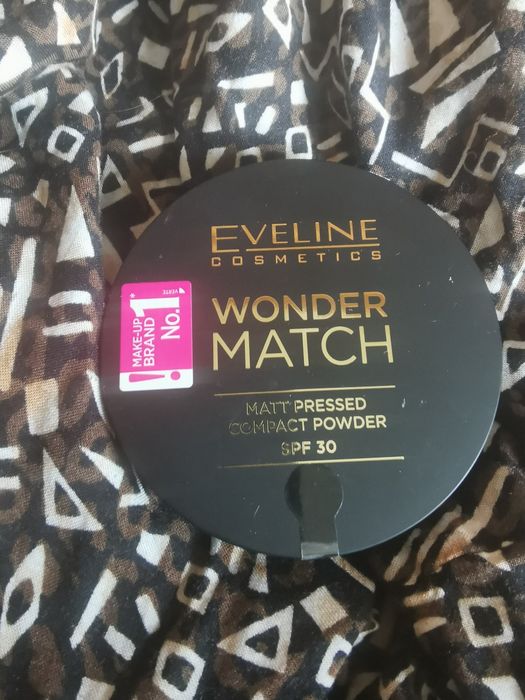 EVELINE
COSMETICS
WONDER
MATCH
MATT PRESSED
COMPACT POWDER
SPF 30
MAKE-UP
BRAND
No.1*